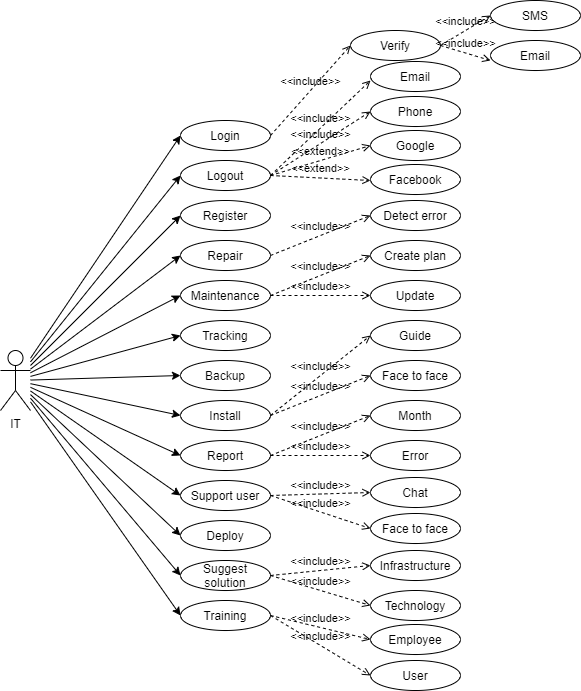 SMS
<<include>>
Verify
<<include>>
Email
<<include>>
Email
<<include>>
Phone
Login
<<include>>
Google
<<extend>>
Logout
<<extend>>
Facebook
Register
Detect error
<<include>>
Repair
Create plan
<<include>>
<<include>>
Maintenance
Update
Tracking
Guide
<<include>>
Backup
Face to face
<<include>>
Install
Month
<<include>>
IT
<<include>>
Report
Error
<<include>>
Support user
Chat
<<include>>
Face to face
Deploy
<<include>>
Infrastructure
Suggest
solution
<<include>>
Technology
Training
<<include>>
<<include>>
Employee
User